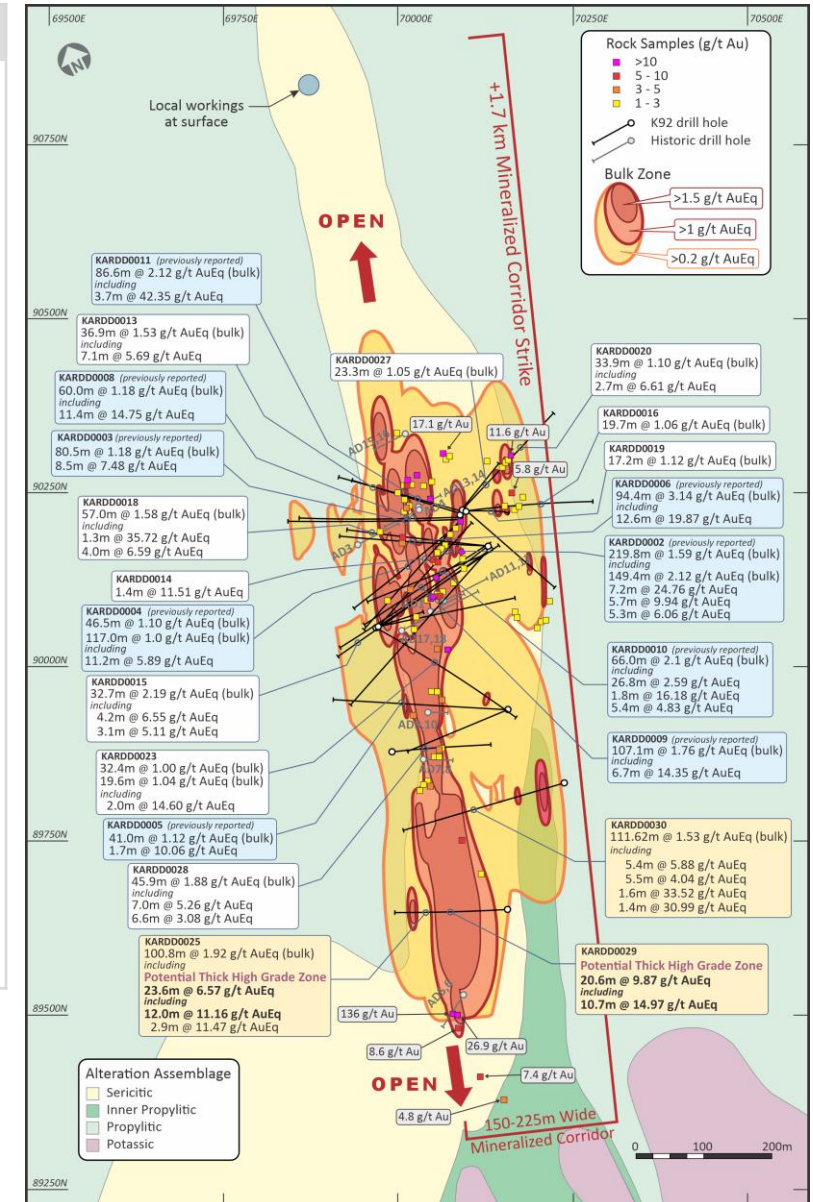 69500E
69750E
70000E
70250E
70500E
N
Local workings
at surface
90750N
OPEN
+1.7 km Mineralized Corridor Strike
Rock Samples (g/t Au)
>10
5 - 10
3 - 5
1 - 3
K92 drill hole
Historic drill hole
Bulk Zone
>1.5 g/t AuEq
>1 g/t AuEq
>0.2 g/t AuEq
KARDD0011 (previously reported)
86.6m @ 2.12 g/t AuEq (bulk)
including
3.7m @ 42.35 g/t AuEq
90500N
KARDD0013
36.9m @ 1.53 g/t AuEq (bulk)
including
7.1m @ 5.69 g/t AuEq
KARDD0008 (previously reported)
60.0m @ 1.18 g/t AuEq (bulk)
including
11.4m @ 14.75 g/t AuEq
KARDD0003 (previously reported)
80.5m @ 1.18 g/t AuEq (bulk)
8.5m @ 7.48 g/t AuEq
90250N
KARDD0018
57.0m @ 1.58 g/t AuEq (bulk)
including
1.3m @ 35.72 g/t AuEq
4.0m @ 6.59 g/t AuEq
KARDD0014
1.4m @ 11.51 g/t AuEq
KARDD0004 (previously reported)
46.5m @ 1.10 g/t AuEq (bulk)
117.0m @ 1.0 g/t AuEq (bulk)
including
11.2m @ 5.89 g/t AuEq
90000N
KARDD0015
32.7m @ 2.19 g/t AuEq (bulk)
including
4.2m @ 6.55 g/t AuEq
3.1m @ 5.11 g/t AuEq
KARDD0023
32.4m @ 1.00 g/t AuEq (bulk)
19.6m @ 1.04 g/t AuEq (bulk)
including
2.0m @ 14.60 g/t AuEq
KARDD0005 (previously reported)
41.0m @ 1.12 g/t AuEq (bulk)
1.7m @ 10.06 g/t AuEq
89750N
KARDD0028
45.9m @ 1.88 g/t AuEq (bulk)
including
7.0m @ 5.26 g/t AuEq
6.6m @ 3.08 g/t AuEq
KARDD0025
100.8m @ 1.92 g/t AuEq (bulk)
including
Potential Thick High Grade Zone
23.6m @ 6.57 g/t AuEq
including
12.0m @ 11.16 g/t AuEq
2.9m @ 11.47 g/t AuEq
KARDD0027
23.3m @ 1.05 g/t AuEq (bulk)
17.1 g/t Au
11.6 g/t Au
5.8 g/t Au
AD15,16
AD3
AD17,18
KARDD0020
33.9m @ 1.10 g/t AuEq (bulk)
including
2.7m @ 6.61 g/t AuEq
KARDD0016
19.7m @ 1.06 g/t AuEq (bulk)
KARDD0019
17.2m @ 1.12 g/t AuEq (bulk)
KARDD0006 (previously reported)
94.4m @ 3.14 g/t AuEq (bulk)
including
12.6m @ 19.87 g/t AuEq
KARDD0002 (previously reported)
219.8m @ 1.59 g/t AuEq (bulk)
including
149.4m @ 2.12 g/t AuEq (bulk)
7.2m @ 24.76 g/t AuEq
5.7m @ 9.94 g/t AuEq
5.3m @ 6.06 g/t AuEq
KARDD0010 (previously reported)
66.0m @ 2.1 g/t AuEq (bulk)
including
26.8m @ 2.59 g/t AuEq
1.8m @ 16.18 g/t AuEq
5.4m @ 4.83 g/t AuEq
KARDD0009 (previously reported)
107.1m @ 1.76 g/t AuEq (bulk)
including
6.7m @ 14.35 g/t AuEq
KARDD0030
111.62m @ 1.53 g/t AuEq (bulk)
including
5.4m @ 5.88 g/t AuEq
5.5m @ 4.04 g/t AuEq
1.6m @ 33.52 g/t AuEq
1.4m @ 30.99 g/t AuEq
KARDD0029
Potential Thick High Grade Zone
20.6m @ 9.87 g/t AuEq
including
10.7m @ 14.97 g/t AuEq
89500N
136 g/t Au
8.6 g/t Au
26.9 g/t Au
OPEN
7.4 g/t Au
4.8 g/t Au
150-225m Wide
Mineralized Corridor
Alteration Assemblage
Sericitic
Inner Propylitic
Propylitic
Potassic
0 100 200m
89250N